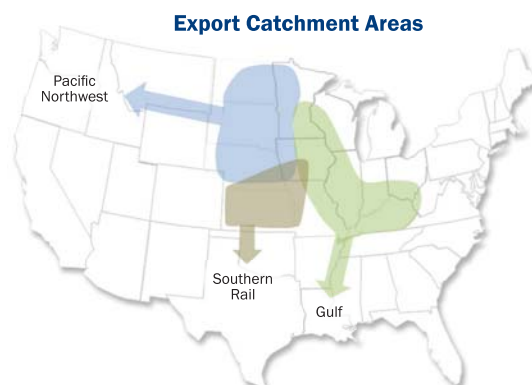 Export Catchment Areas
Pacific
Northwest
Southern
Rail
Gulf